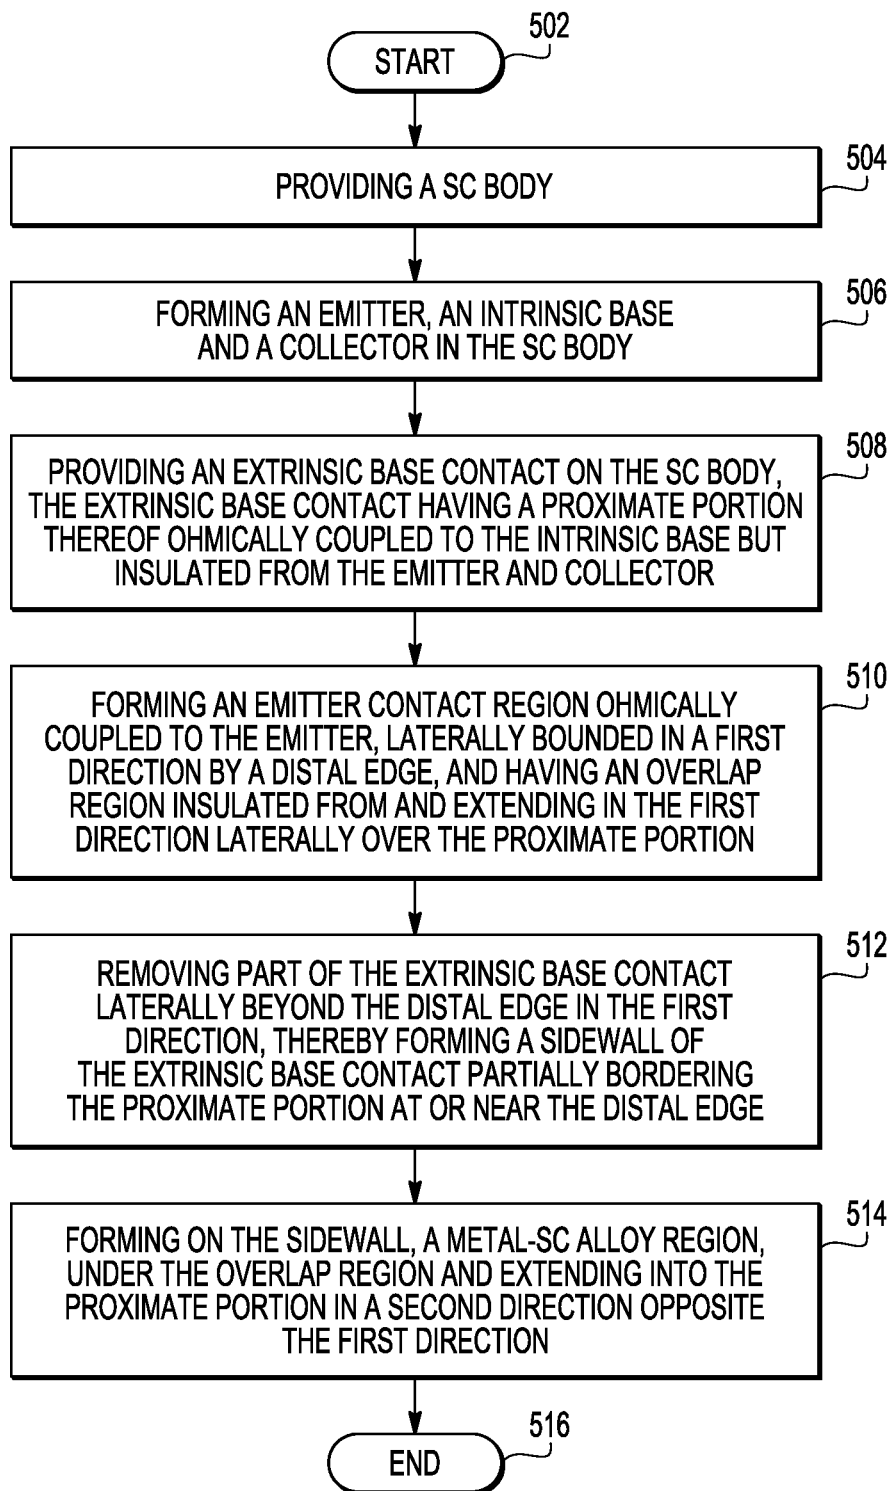 502
START
504
PROVIDING A SC BODY
506
FORMING AN EMITTER, AN INTRINSIC BASE
AND A COLLECTOR IN THE SC BODY
508
PROVIDING AN EXTRINSIC BASE CONTACT ON THE SC BODY,
THE EXTRINSIC BASE CONTACT HAVING A PROXIMATE PORTION
THEREOF OHMICALLY COUPLED TO THE INTRINSIC BASE BUT
INSULATED FROM THE EMITTER AND COLLECTOR
510
FORMING AN EMITTER CONTACT REGION OHMICALLY
COUPLED TO THE EMITTER, LATERALLY BOUNDED IN A FIRST
DIRECTION BY A DISTAL EDGE, AND HAVING AN OVERLAP
REGION INSULATED FROM AND EXTENDING IN THE FIRST
DIRECTION LATERALLY OVER THE PROXIMATE PORTION
512
REMOVING PART OF THE EXTRINSIC BASE CONTACT
LATERALLY BEYOND THE DISTAL EDGE IN THE FIRST
DIRECTION, THEREBY FORMING A SIDEWALL OF
THE EXTRINSIC BASE CONTACT PARTIALLY BORDERING
THE PROXIMATE PORTION AT OR NEAR THE DISTAL EDGE
514
FORMING ON THE SIDEWALL, A METAL-SC ALLOY REGION,
UNDER THE OVERLAP REGION AND EXTENDING INTO THE
PROXIMATE PORTION IN A SECOND DIRECTION OPPOSITE
THE FIRST DIRECTION
516
END